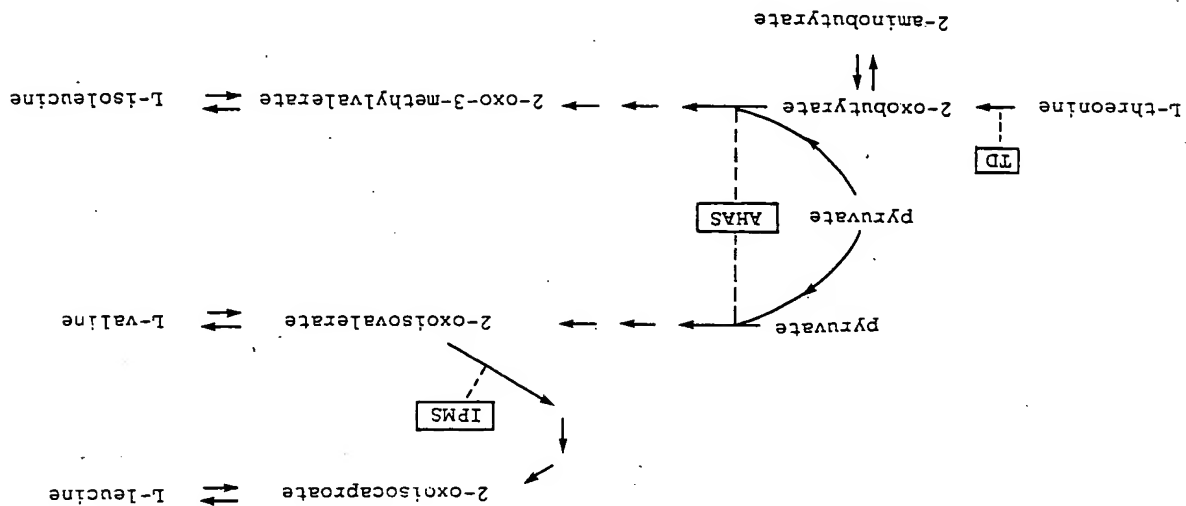 2-oxoisocaproate L-leucine
IPMS
pyruvate 2-oxoisovalerate L-valine
pyruvate AHAS
TD
L-threonine 2-oxobutyrate 2-oxo-3-methylvalerate L-isoleucine
2-aminobutyrate